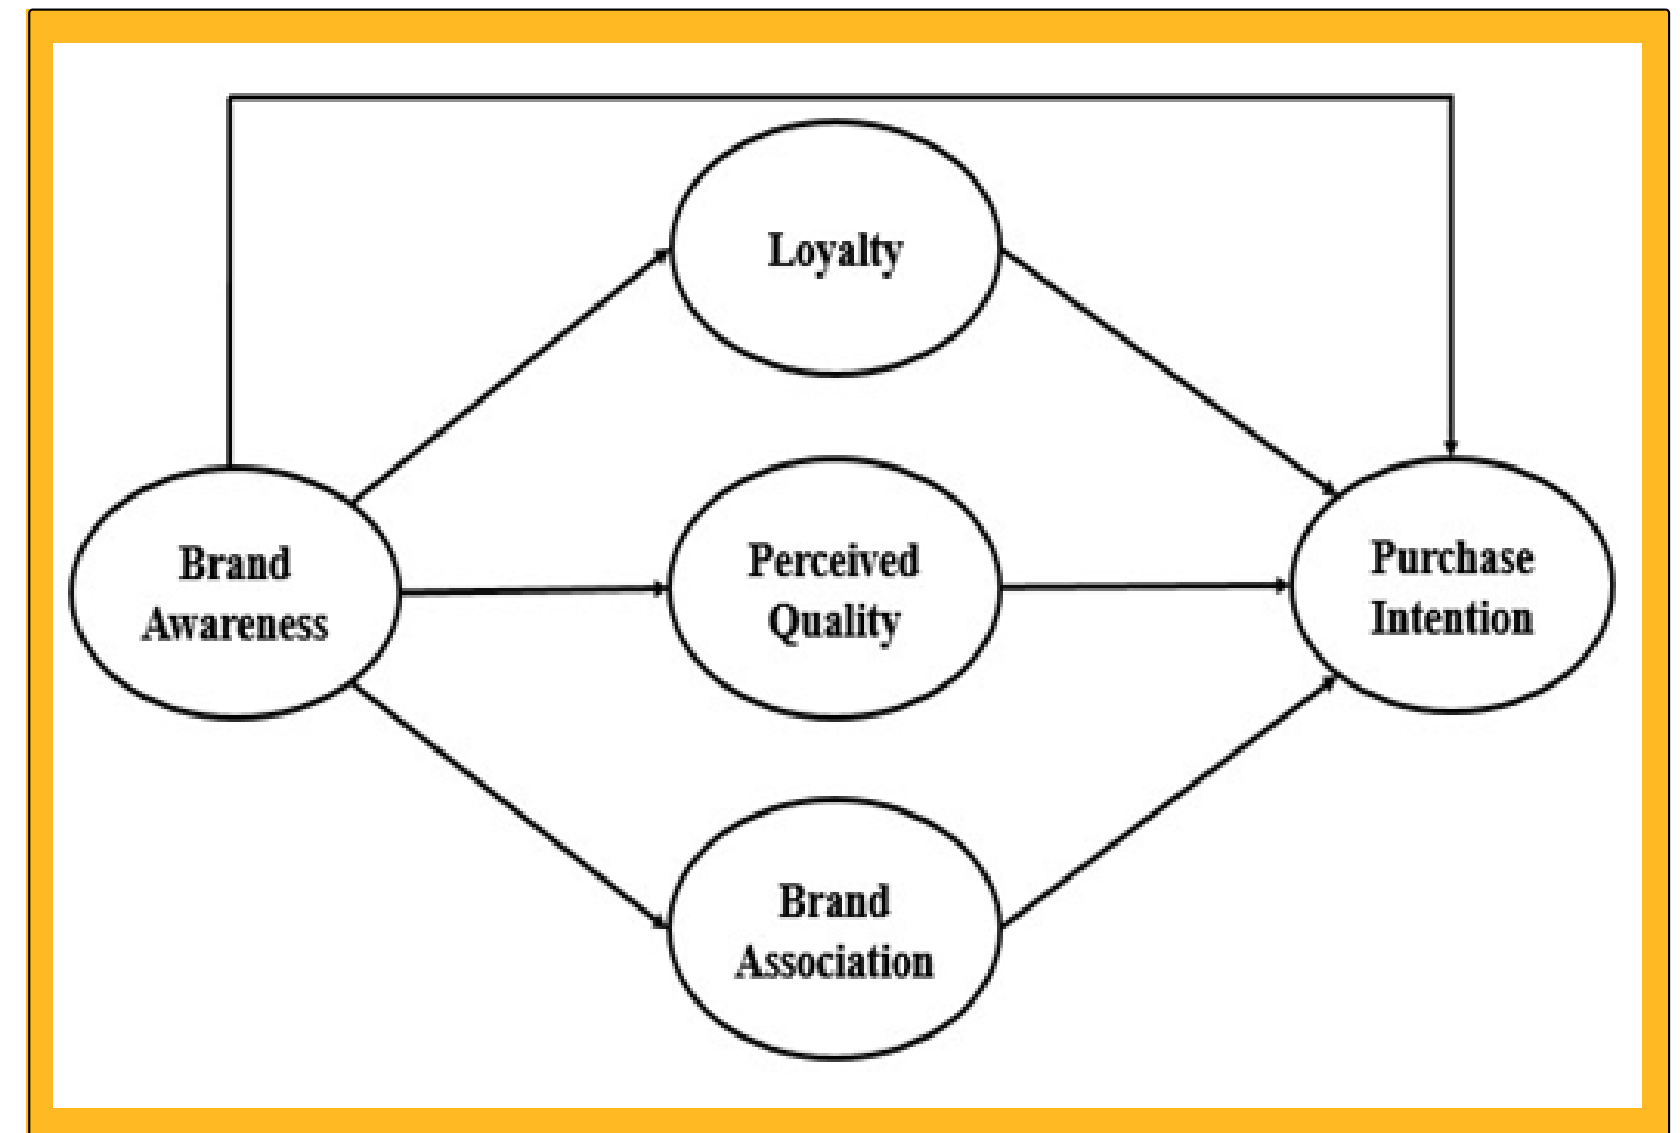 Loyalty
Brand
Awareness
Perceived
Quality
Purchase
Intention
Brand
Association